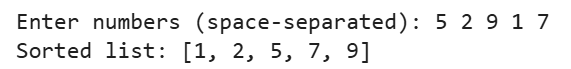 Enter numbers (space-separated): 5 2 9 1 7
Sorted list: [1, 2, 5, 7, 9]